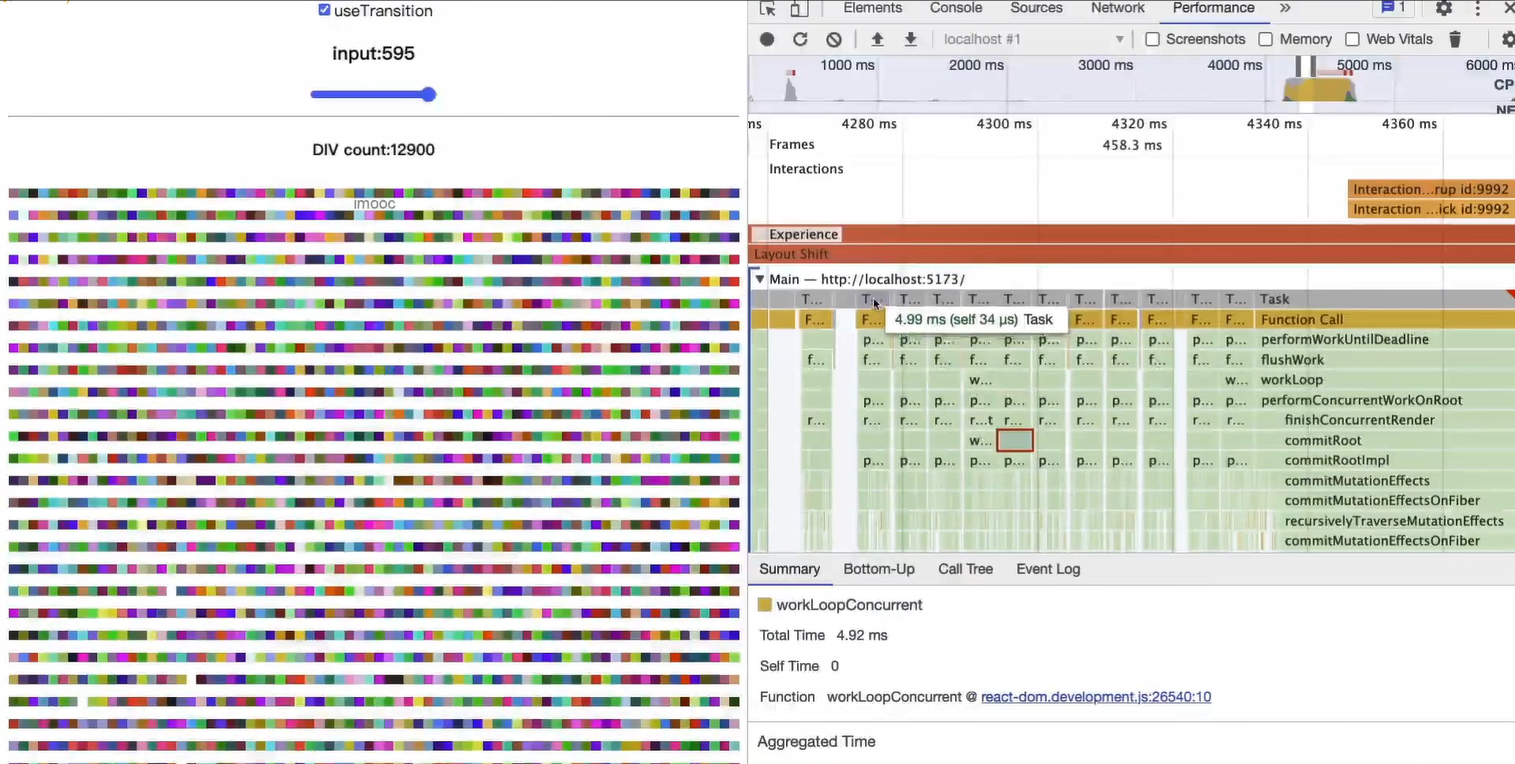 useTransition
input:595
DIV count:12900
imooc
Elements Console Sources Network Performance » 1
localhost #1 Screenshots Memory Web Vitals
1000 ms 2000 ms 3000 ms 4000 ms 5000 ms 6000 ms
CP
NE
ms 4280 ms 4300 ms 4320 ms 4340 ms 4360 ms
Frames 458.3 ms
Interactions
Interaction...rup id:9992
Interaction ...ick id:9992
Experience
Layout Shift
Main — http://localhost:5173/
T... T... T... T... T... T... T... T... T... T... T... T... Task
F... F... 4.99 ms (self 34 μs) Task F... F... F... F... F... Function Call
p... p... p... p... p... p... p... p... p... p... p... performWorkUntilDeadline
f... f... f... f... f... f... f... f... f... f... f... f... flushWork
w... w... workLoop
p... p... p... p... p... p... p... p... p... p... p... performConcurrentWorkOnRoot
r... r... r... r... r...t r... r... r... r... r... r... r... finishConcurrentRender
w... commitRoot
p... p... p... p... p... p... p... p... p... p... p... commitRootImpl
commitMutationEffects
commitMutationEffectsOnFiber
recursivelyTraverseMutationEffects
commitMutationEffectsOnFiber
Summary Bottom-Up Call Tree Event Log
workLoopConcurrent
Total Time 4.92 ms
Self Time 0
Function workLoopConcurrent @ react-dom.development.js:26540:10
Aggregated Time